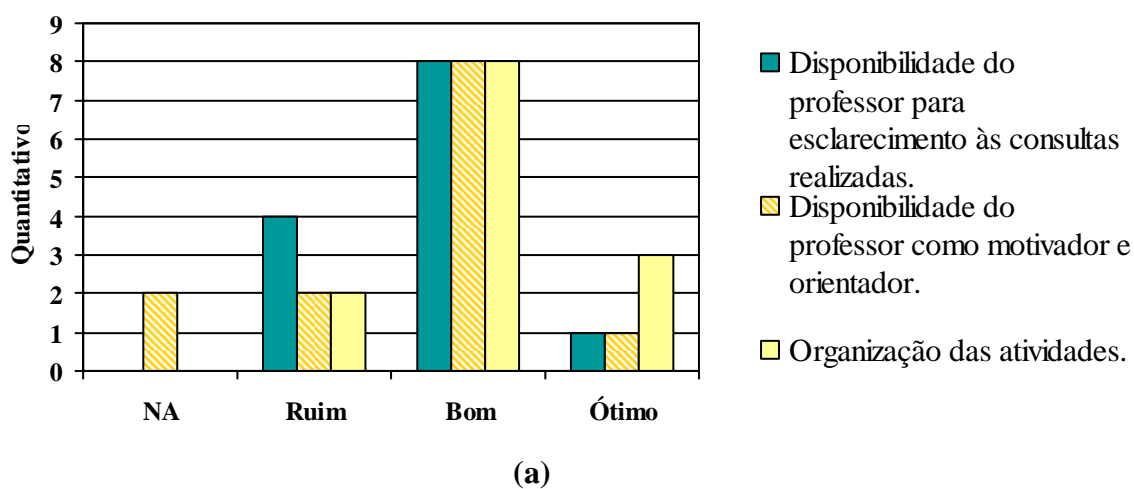 9
8
7
6
5
4
3
2
1
0
Quantitativo
NA Ruim Bom Ótimo
Disponibilidade do
professor para
esclarecimento às consultas
realizadas.
Disponibilidade do
professor como motivador e
orientador.
Organização das atividades.
(a)